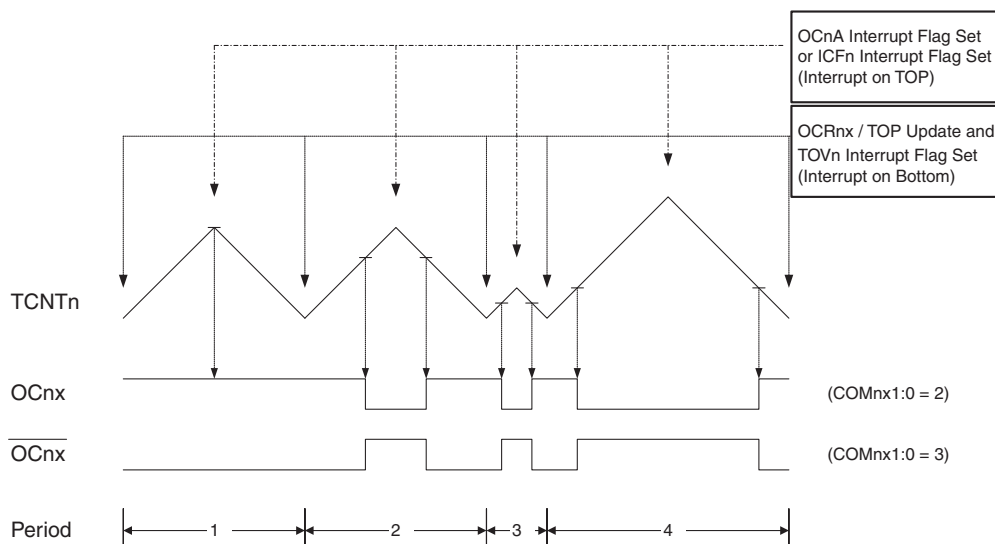 OCnA Interrupt Flag Set
or ICFn Interrupt Flag Set
(Interrupt on TOP)
OCRnx / TOP Update and
TOVn Interrupt Flag Set
(Interrupt on Bottom)
TCNTn
OCnx
(COMnx1:0 = 2)
OCnx
(COMnx1:0 = 3)
Period
1
2
3
4